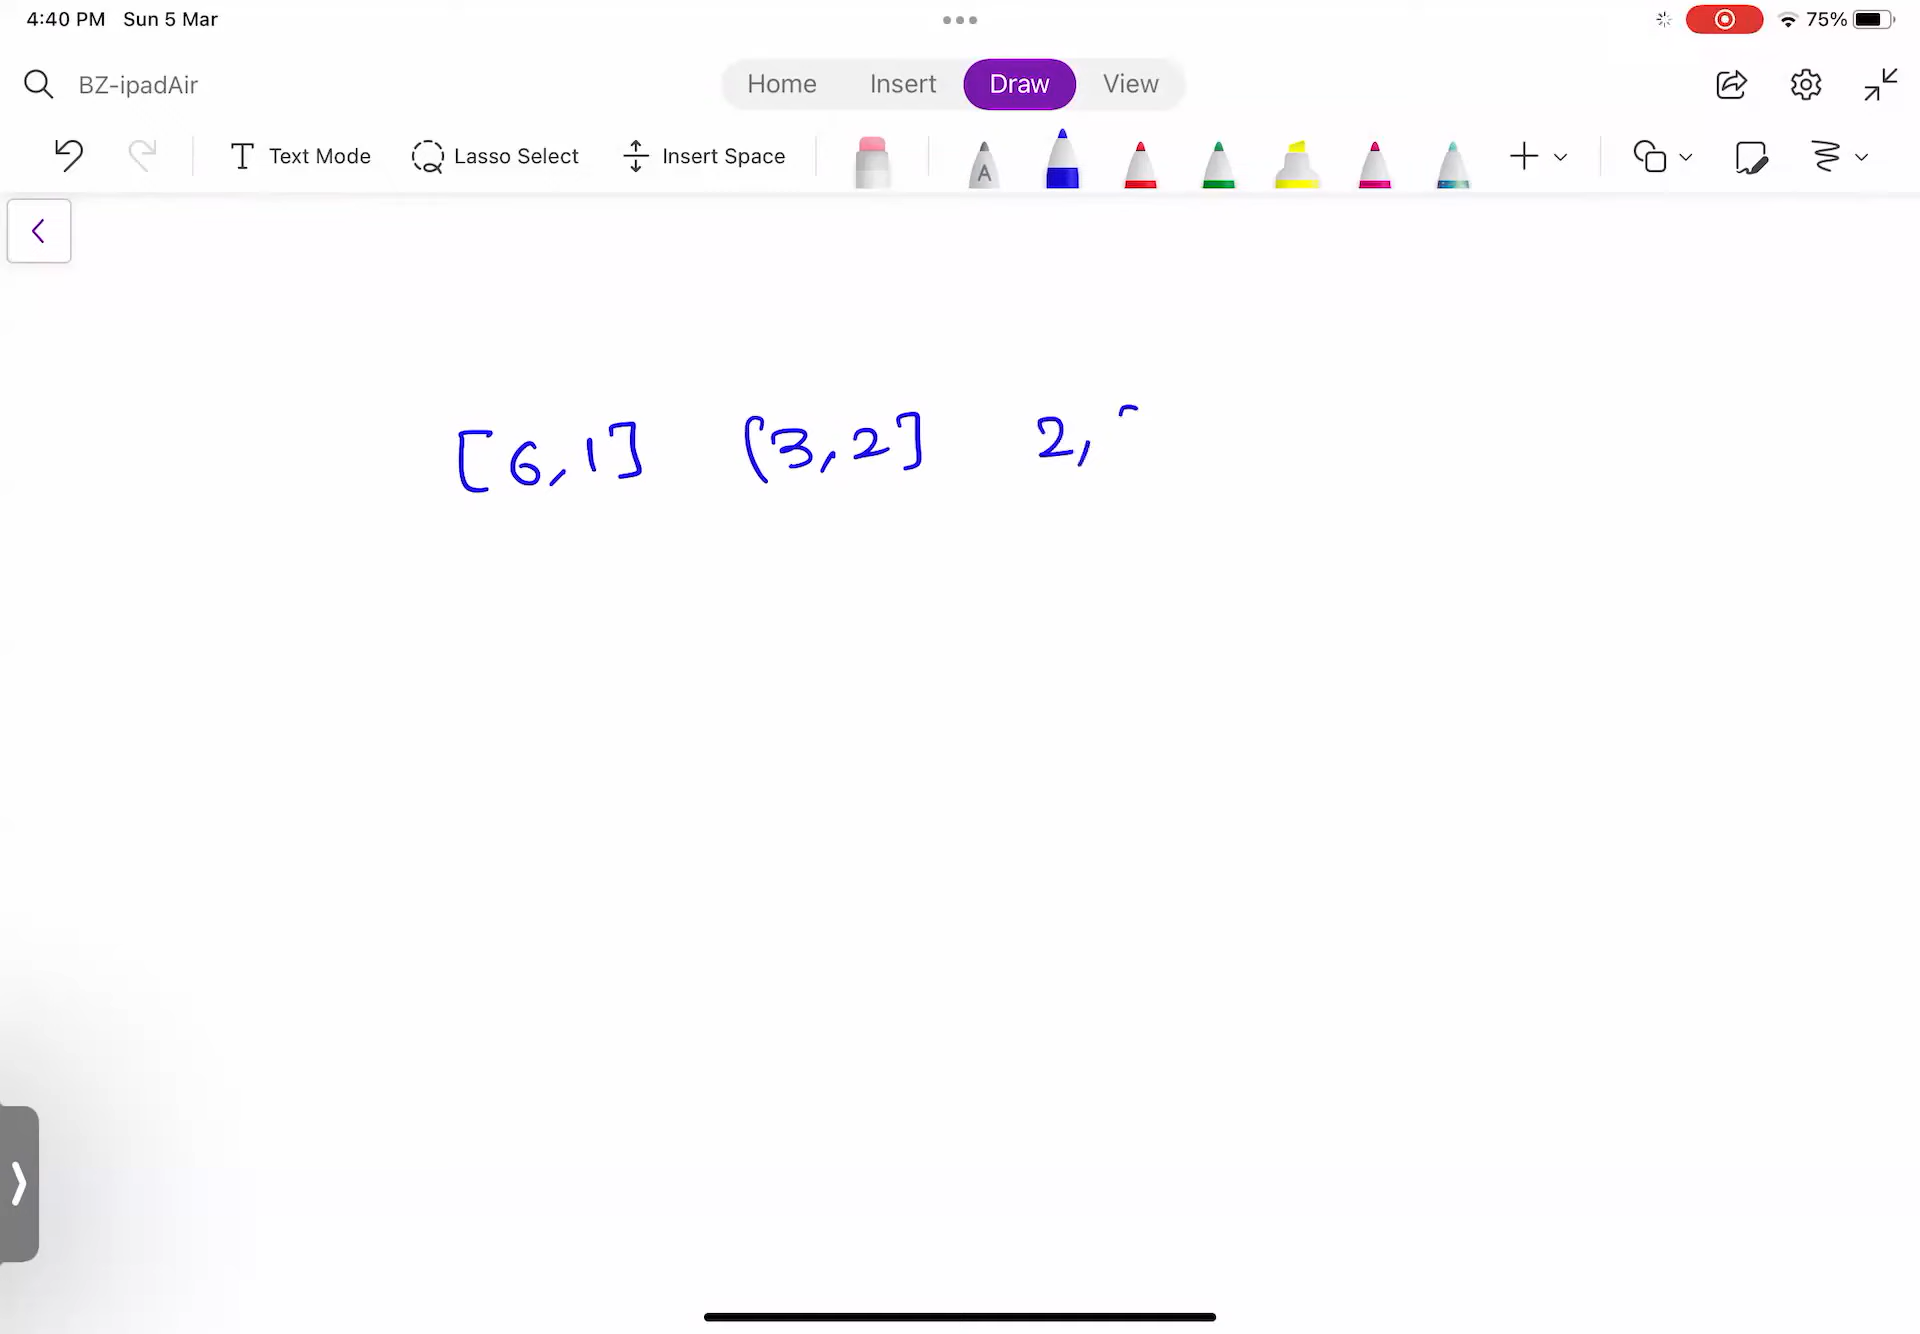 4:40 PM Sun 5 Mar 75%
BZ-ipadAir Home Insert Draw View
T Text Mode Lasso Select Insert Space A
[6,1] (3,2] 2,